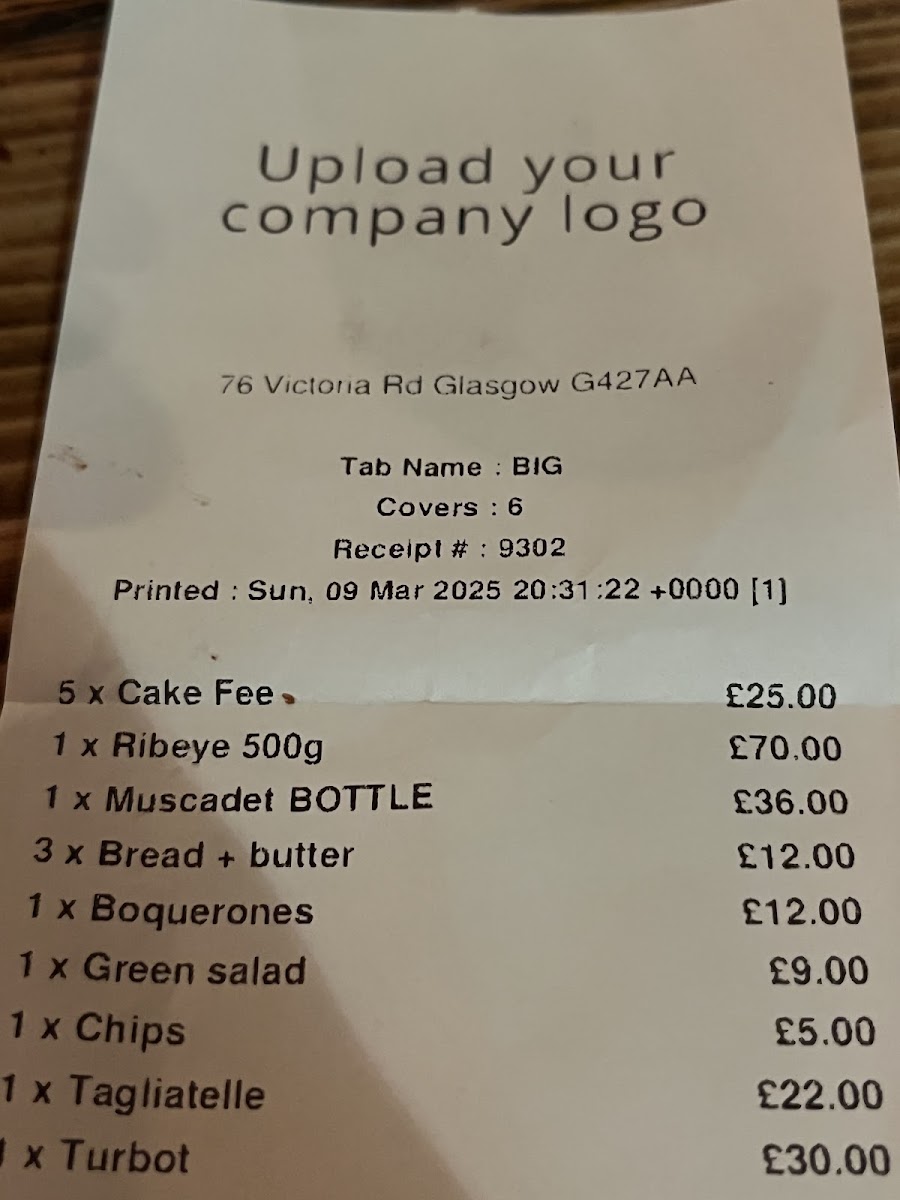 Upload your
company logo
76 Victoria Rd Glasgow G427AA
Tab Name : BIG
Covers : 6
Receipt # : 9302
Printed : Sun, 09 Mar 2025 20:31:22 +0000 [1]
5 x Cake Fee £25.00
1 x Ribeye 500g £70.00
1 x Muscadet BOTTLE £36.00
3 x Bread + butter £12.00
1 x Boquerones £12.00
1 x Green salad £9.00
1 x Chips £5.00
1 x Tagliatelle £22.00
1 x Turbot £30.00